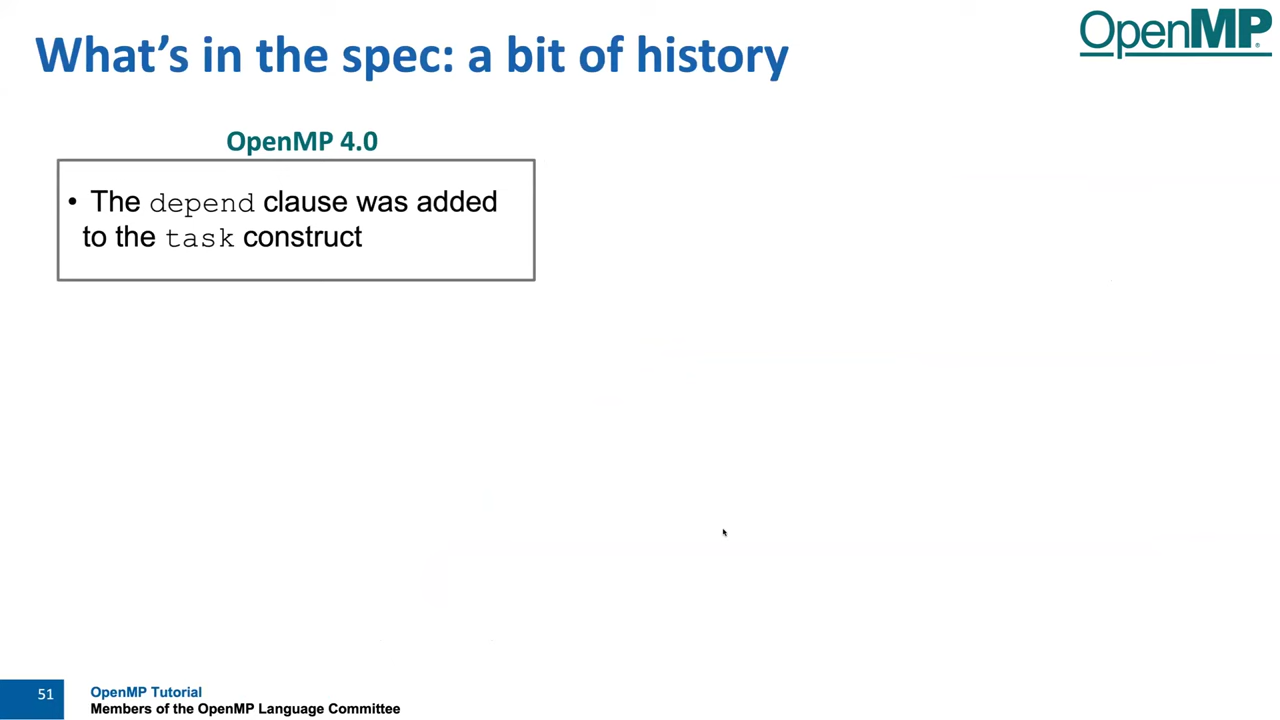 What's in the spec: a bit of history
OpenMP
OpenMP 4.0
• The depend clause was added
to the task construct
51
OpenMP Tutorial
Members of the OpenMP Language Committee